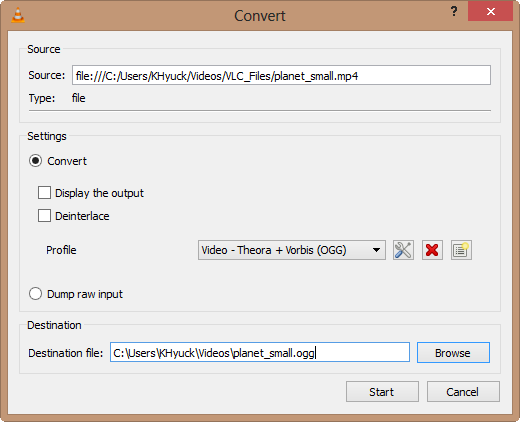 Convert
?
Source
Source: file:///C:/Users/KHyuck/Videos/VLC_Files/planet_small.mp4
Type: file
Settings
Convert
Display the output
Deinterlace
Profile Video - Theora + Vorbis (OGG)
Dump raw input
Destination
Destination file: C:\Users\KHyuck\Videos\planet_small.ogg Browse
Start Cancel